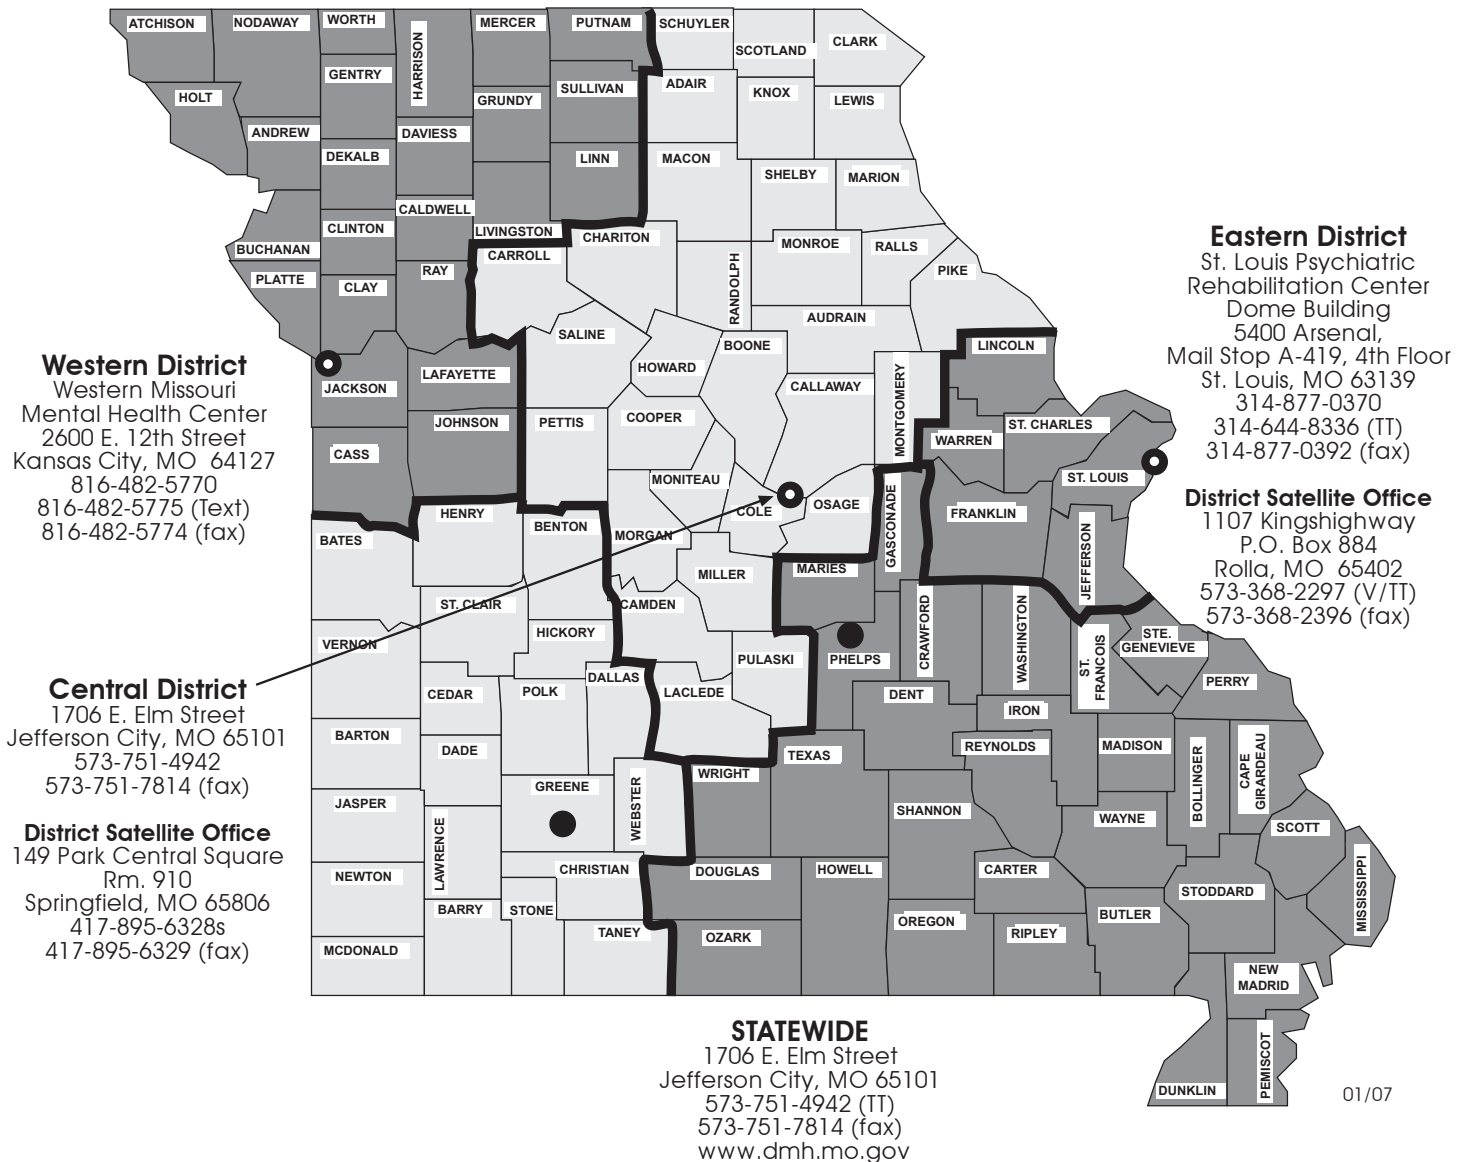 ATCHISON
NODAWAY
WORTH
HARRISON
MERCER
PUTNAM
SCHUYLER
SCOTLAND
CLARK
HOLT
GENTRY
GRUNDY
SULLIVAN
ADAIR
KNOX
LEWIS
ANDREW
DAVIESS
DEKALB
LINN
MACON
SHELBY
MARION
BUCHANAN
CLINTON
CALDWELL
LIVINGSTON
CHARITON
CARROLL
RANDOLPH
MONROE
RALLS
PIKE
PLATTE
CLAY
RAY
SALINE
AUDRAIN
BOONE
HOWARD
CALLAWAY
MONTGOMERY
LINCOLN
JACKSON
LAFAYETTE
JOHNSON
PETTIS
COOPER
WARREN
ST. CHARLES
CASS
MONITEAU
COLE
OSAGE
GASCONADE
FRANKLIN
ST. LOUIS
JEFFERSON
BATES
HENRY
BENTON
MORGAN
MILLER
MARIES
ST. CLAIR
CAMDEN
CRAWFORD
WASHINGTON
ST.
FRANCOIS
STE.
GENEVIEVE
VERNON
HICKORY
PULASKI
PHELPS
PERRY
CEDAR
POLK
DALLAS
LACLEDE
DENT
IRON
BARTON
DADE
TEXAS
REYNOLDS
MADISON
BOLLINGER
CAPE
GIRARDEAU
WRIGHT
JASPER
GREENE
WEBSTER
SHANNON
WAYNE
SCOTT
LAWRENCE
NEWTON
CHRISTIAN
DOUGLAS
HOWELL
CARTER
STODDARD
MISSISSIPPI
BARRY
STONE
TANEY
OZARK
OREGON
RIPLEY
BUTLER
MCDONALD
NEW
MADRID
DUNKLIN
PEMISCOT
Western District
Western Missouri
Mental Health Center
2600 E. 12th Street
Kansas City, MO 64127
816-482-5770
816-482-5775 (Text)
816-482-5774 (fax)
Central District
1706 E. Elm Street
Jefferson City, MO 65101
573-751-4942
573-751-7814 (fax)
District Satellite Office
149 Park Central Square
Rm. 910
Springfield, MO 65806
417-895-6328s
417-895-6329 (fax)
Eastern District
St. Louis Psychiatric
Rehabilitation Center
Dome Building
5400 Arsenal,
Mail Stop A-419, 4th Floor
St. Louis, MO 63139
314-877-0370
314-644-8336 (TT)
314-877-0392 (fax)
District Satellite Office
1107 Kingshighway
P.O. Box 884
Rolla, MO 65402
573-368-2297 (V/TT)
573-368-2396 (fax)
STATEWIDE
1706 E. Elm Street
Jefferson City, MO 65101
573-751-4942 (TT)
573-751-7814 (fax)
www.dmh.mo.gov
01/07